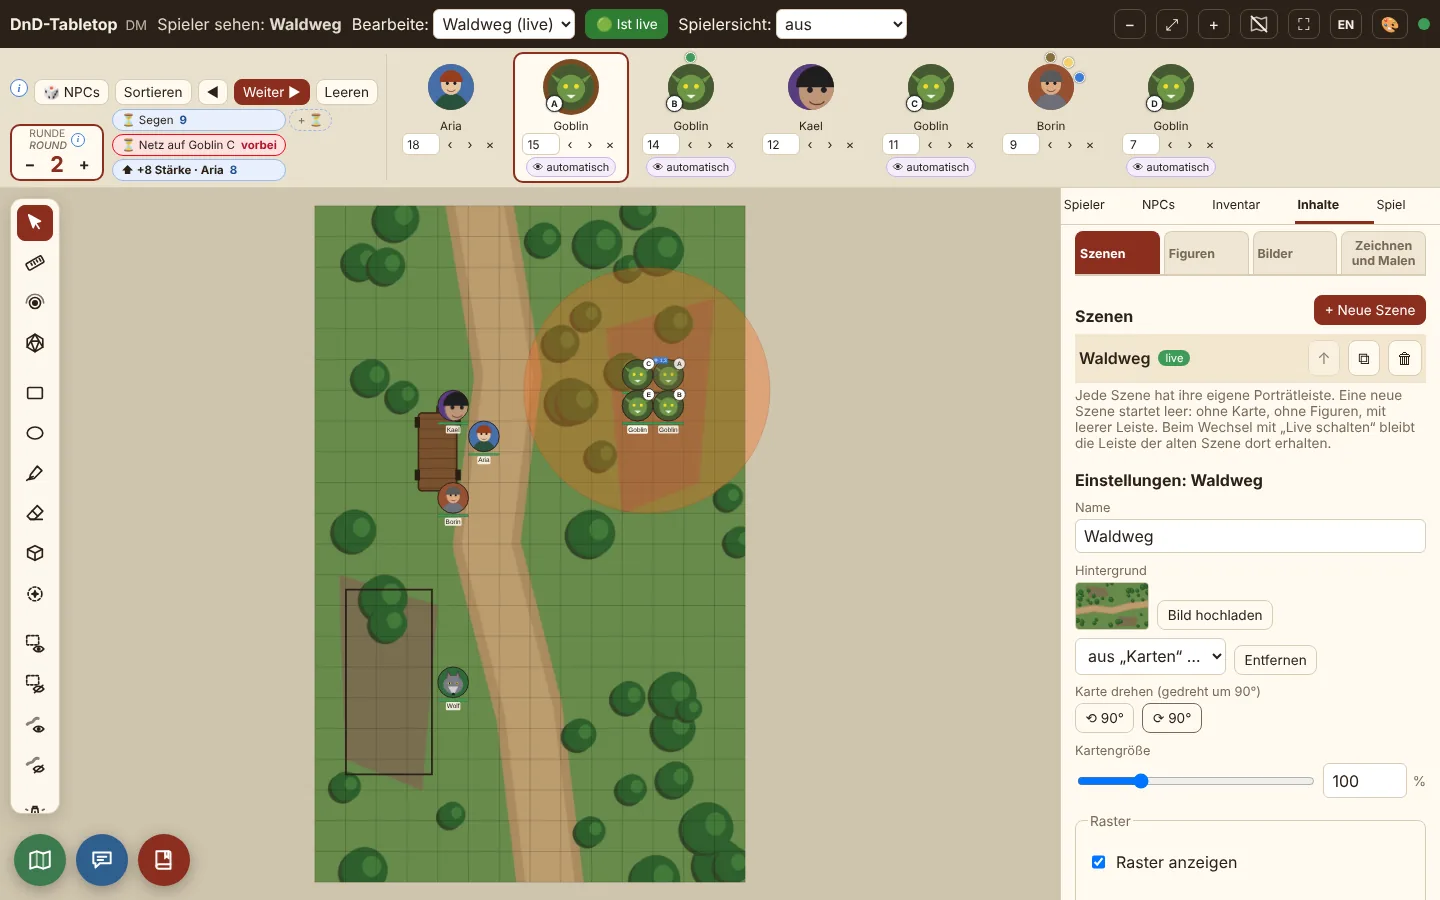 DnD-Tabletop DM Spieler sehen: Waldweg Bearbeite: Waldweg (live) Ist live Spielersicht: aus − + EN
i NPCs Sortieren ◀ Weiter ▶ Leeren
RUNDE
ROUND i
− 2 +
Segen 9 +
Netz auf Goblin C vorbei
+8 Stärke · Aria 8
Aria
18 ‹ › ×
A
Goblin
15 ‹ › ×
automatisch
B
Goblin
14 ‹ › ×
automatisch
Kael
12 ‹ › ×
C
Goblin
11 ‹ › ×
automatisch
Borin
9 ‹ › ×
D
Goblin
7 ‹ › ×
automatisch
C A
E B
Goblin Goblin
Kael
Aria
Borin
Wolf
Spieler NPCs Inventar Inhalte Spiel
Szenen Figuren Bilder Zeichnen
und Malen
Szenen + Neue Szene
Waldweg live
Jede Szene hat ihre eigene Porträtleiste. Eine neue
Szene startet leer: ohne Karte, ohne Figuren, mit
leerer Leiste. Beim Wechsel mit „Live schalten“ bleibt
die Leiste der alten Szene dort erhalten.
Einstellungen: Waldweg
Name
Waldweg
Hintergrund
Bild hochladen
aus „Karten“ ... Entfernen
Karte drehen (gedreht um 90°)
⟲ 90° ⟳ 90°
Kartengröße
100 %
Raster
Raster anzeigen